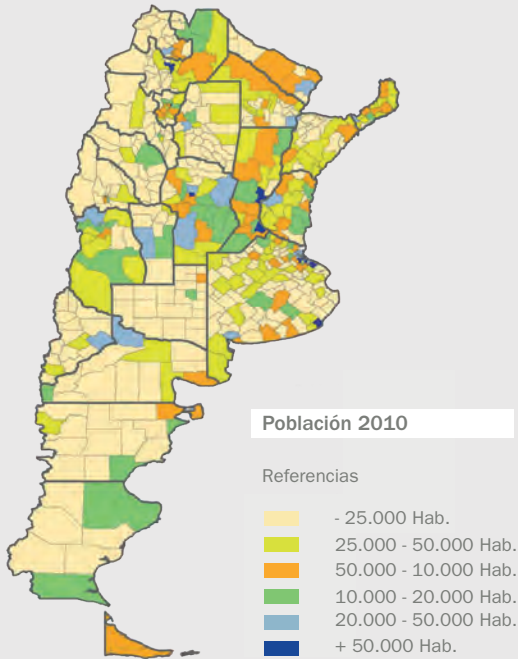 Población 2010
Referencias
- 25.000 Hab.
25.000 - 50.000 Hab.
50.000 - 10.000 Hab.
10.000 - 20.000 Hab.
20.000 - 50.000 Hab.
+ 50.000 Hab.